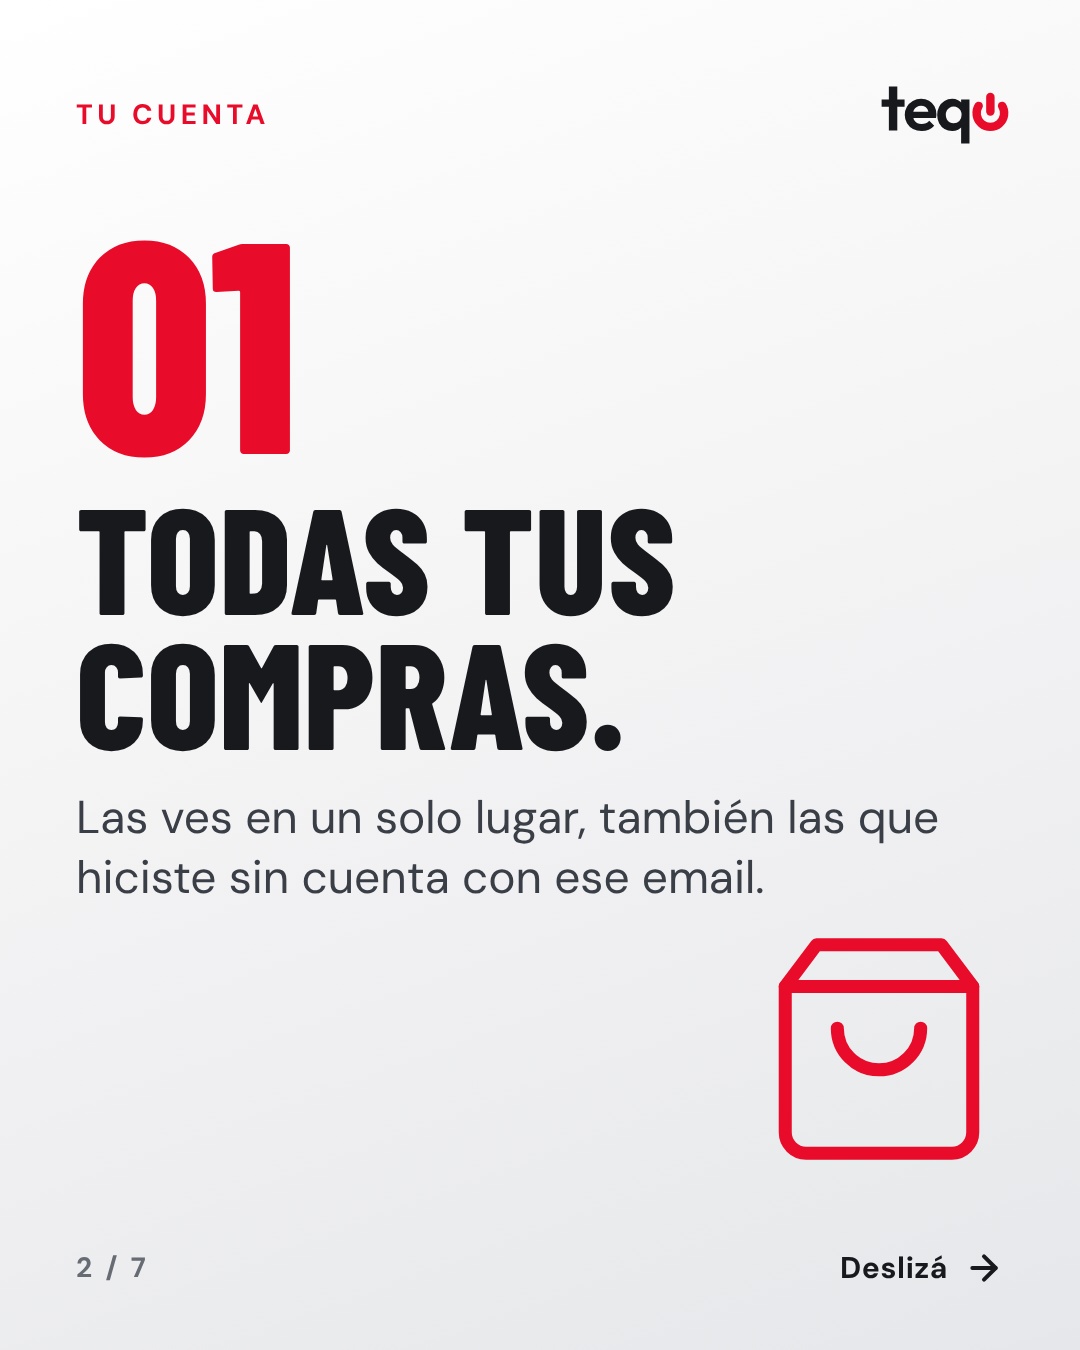 TU CUENTA
teqo
01
TODAS TUS
COMPRAS.
Las ves en un solo lugar, también las que
hiciste sin cuenta con ese email.
2 / 7
Deslizá →